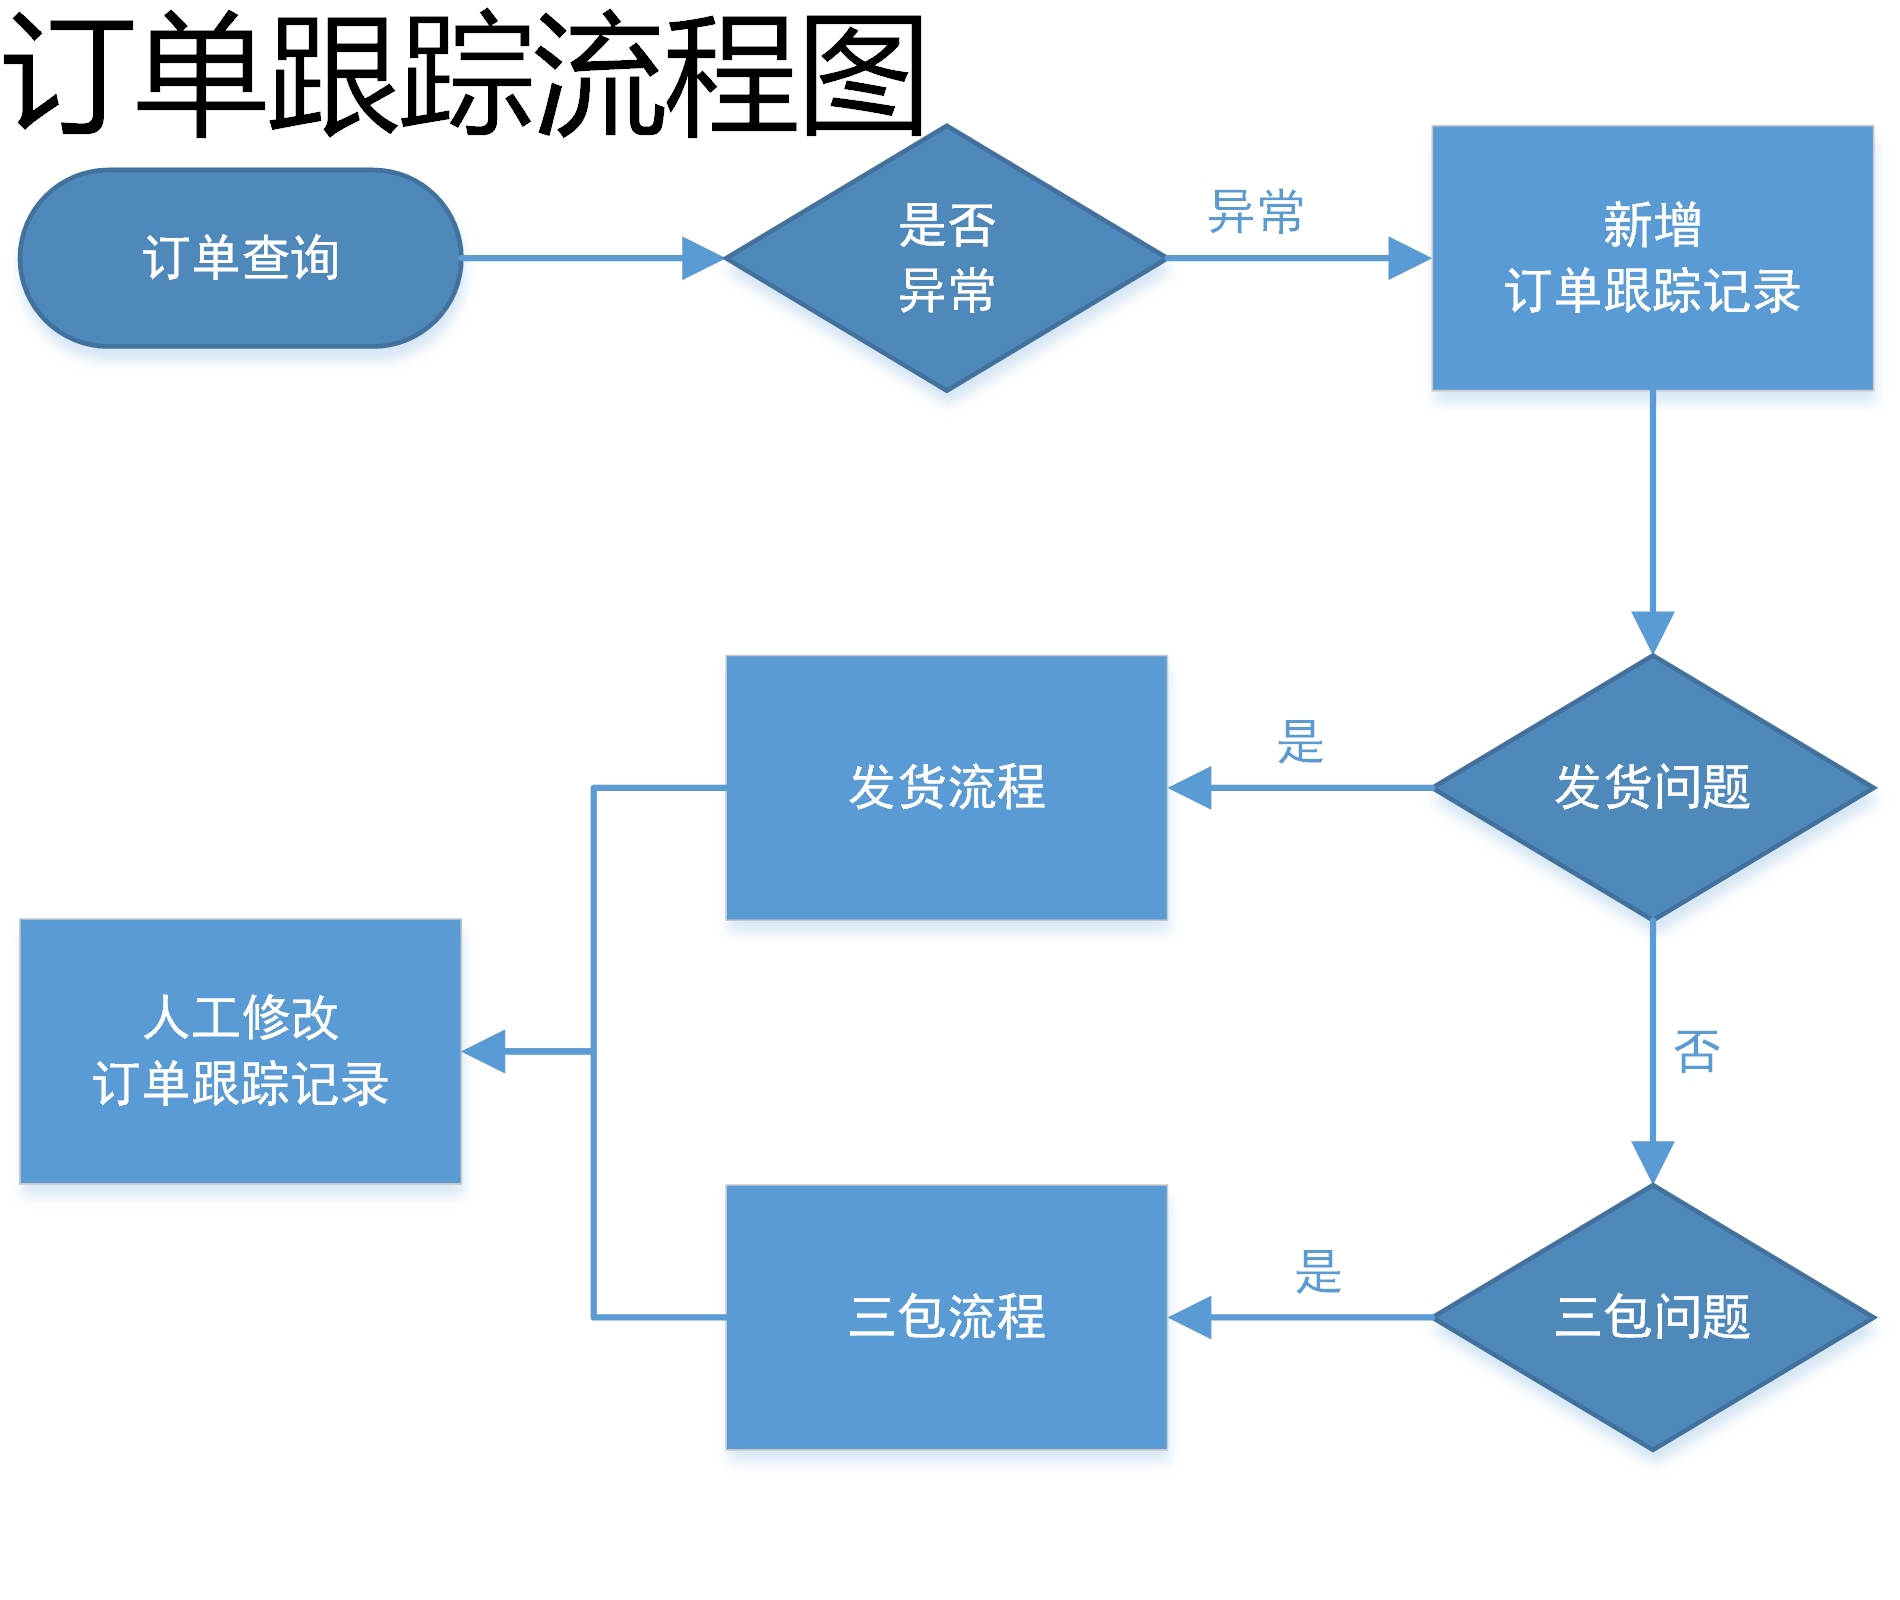 订单跟踪流程图
订单查询
是否
异常
异常
新增
订单跟踪记录
发货流程
是
发货问题
人工修改
订单跟踪记录
否
三包流程
是
三包问题